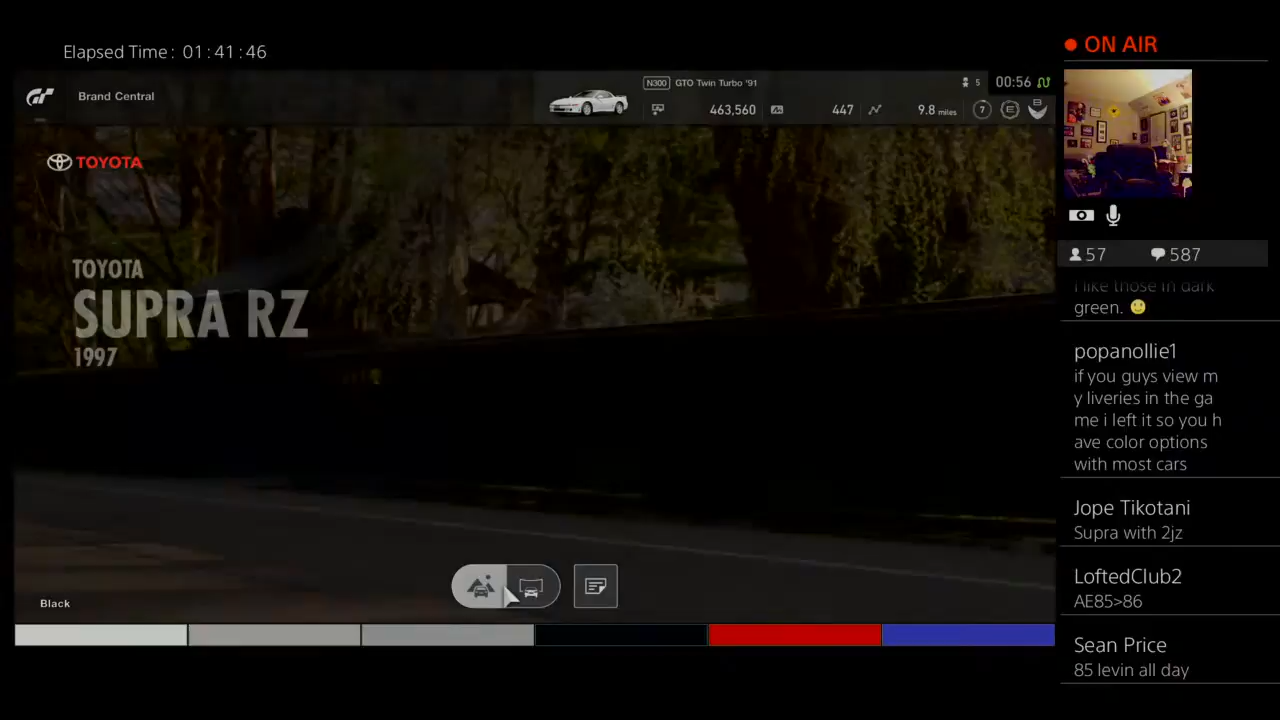 Elapsed Time: 01:41:46
ON AIR
Brand Central
N300 GTO Twin Turbo '91
463,560
447
9.8 miles
7
E
B
5
00:56
TOYOTA
TOYOTA
SUPRA RZ
1997
Black
57
587
I like those in dark
green.
popanollie1
if you guys view m
y liveries in the ga
me i left it so you h
ave color options
with most cars
Jope Tikotani
Supra with 2jz
LoftedClub2
AE85>86
Sean Price
85 levin all day